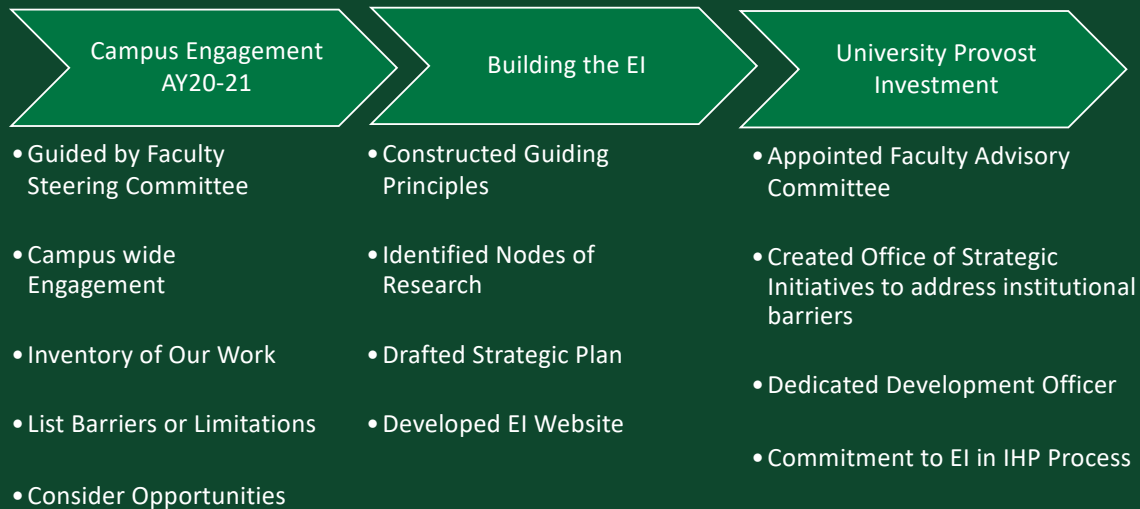 Campus Engagement
AY20-21
• Guided by Faculty
Steering Committee
• Campus wide
Engagement
• Inventory of Our Work
• List Barriers or Limitations
• Consider Opportunities
Building the EI
• Constructed Guiding
Principles
• Identified Nodes of
Research
• Drafted Strategic Plan
• Developed EI Website
University Provost
Investment
• Appointed Faculty Advisory
Committee
• Created Office of Strategic
Initiatives to address institutional
barriers
• Dedicated Development Officer
• Commitment to EI in IHP Process